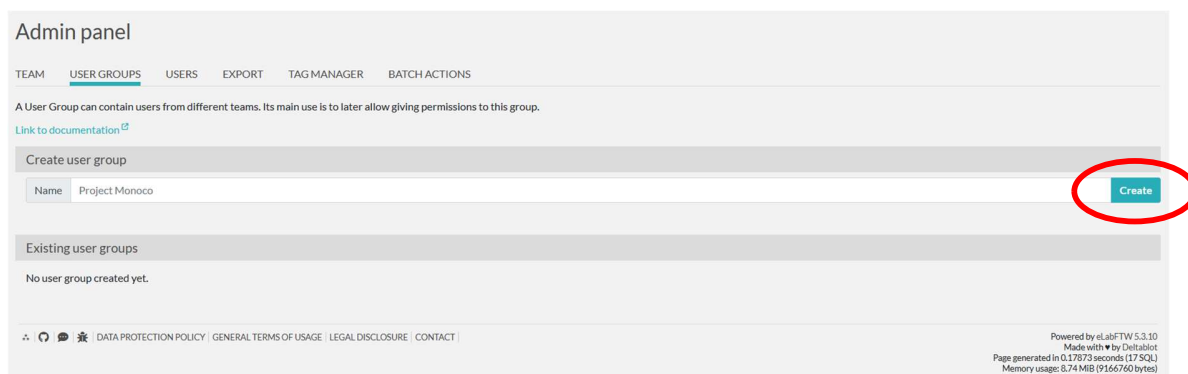 Admin panel
TEAM USER GROUPS USERS EXPORT TAG MANAGER BATCH ACTIONS
A User Group can contain users from different teams. Its main use is to later allow giving permissions to this group.
Link to documentation
Create user group
Name Project Monoco Create
Existing user groups
No user group created yet.
DATA PROTECTION POLICY | GENERAL TERMS OF USAGE | LEGAL DISCLOSURE | CONTACT |
Powered by eLabFTW 5.3.10
Made with ♥ by Deltablot
Page generated in 0.17873 seconds (17 SQL)
Memory usage: 8.74 MiB (9166760 bytes)